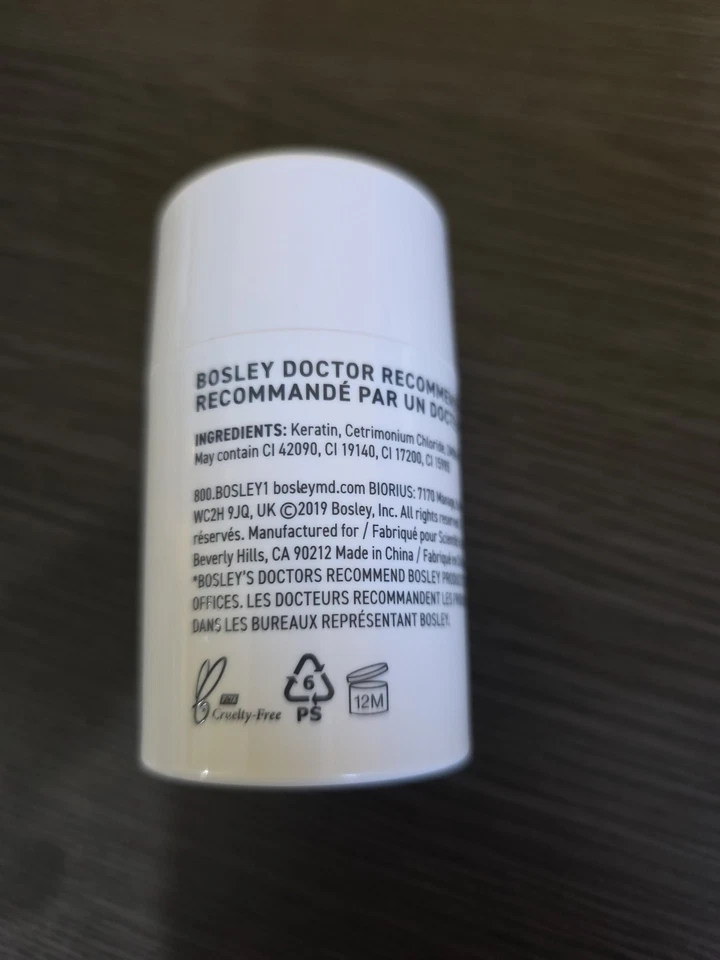 BOSLEY DOCTOR RECOMMEN
RECOMMANDÉ PAR UN DOCT
INGREDIENTS: Keratin, Cetrimonium Chloride,
May contain CI 42090, CI 19140, CI 17200, CI 15985
800.BOSLEY1 bosleymd.com BIORIUS: 7170
WC2H 9JQ, UK ©2019 Bosley, Inc. All rights reserved
réservés. Manufactured for / Fabriqué pour
Beverly Hills, CA 90212 Made in China / Fabriqué en
*BOSLEY'S DOCTORS RECOMMEND BOSLEY
OFFICES. LES DOCTEURS RECOMMANDENT LES
DANS LES BUREAUX REPRÉSENTANT BOSLEY.
Cruelty-Free
6
PS
12M